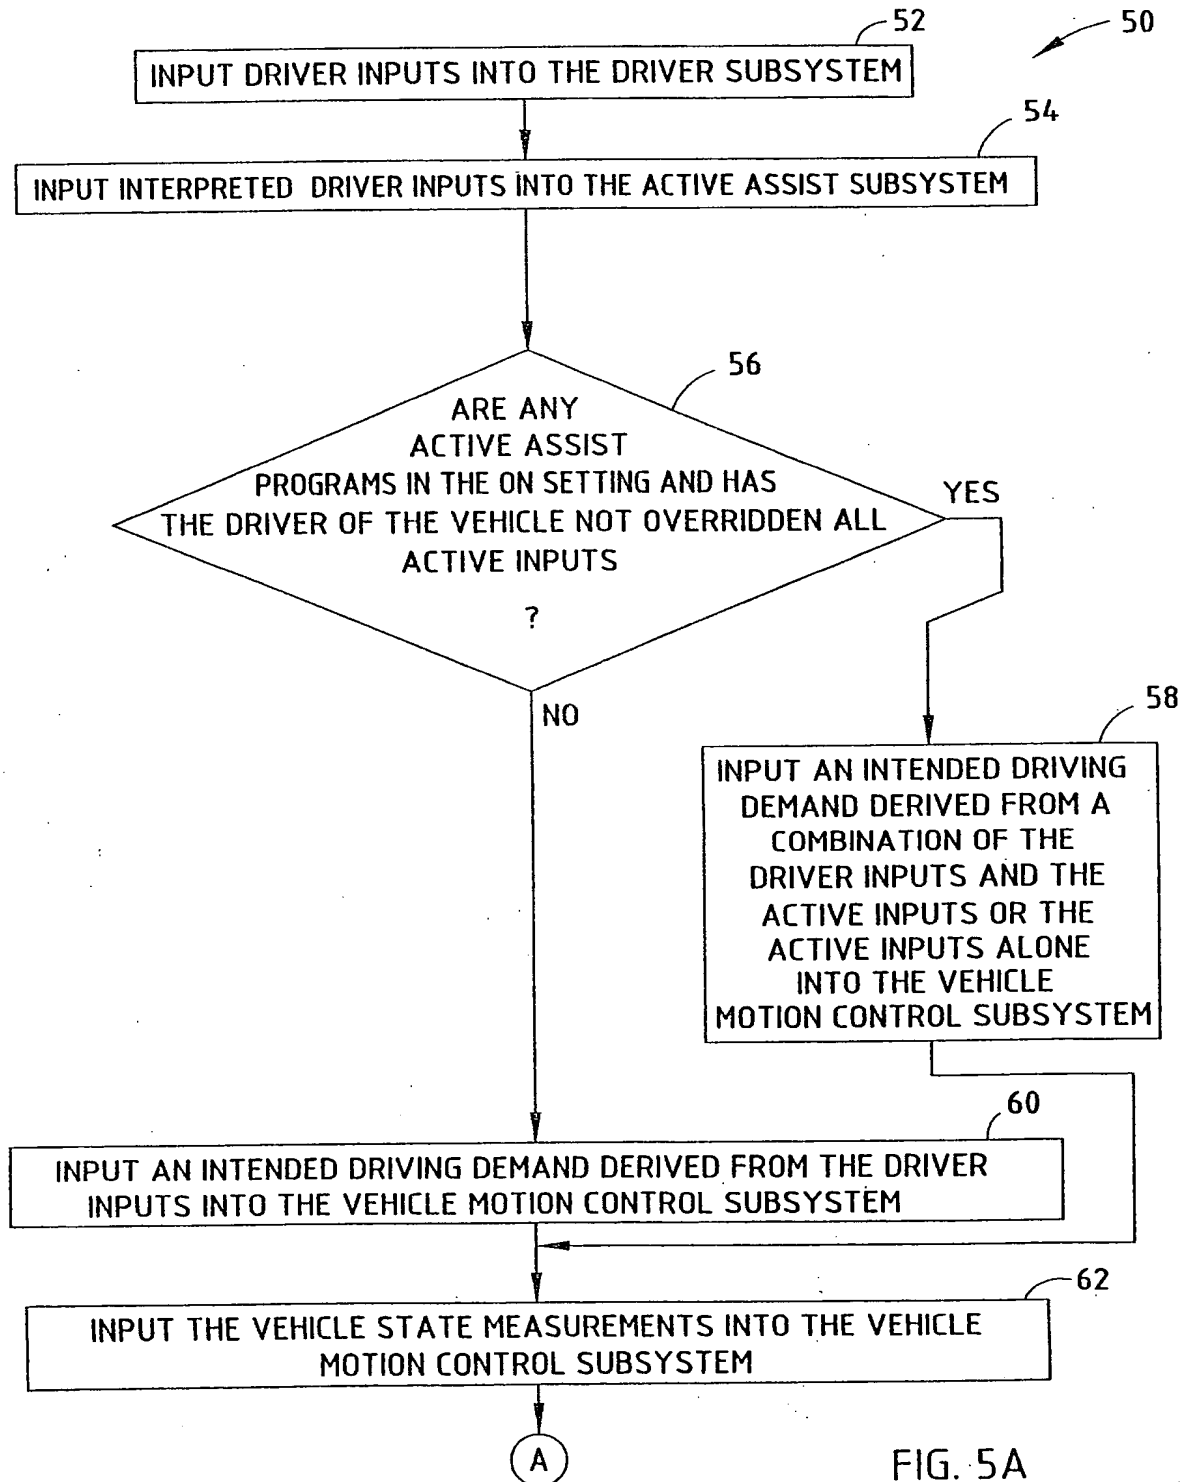 52
50
INPUT DRIVER INPUTS INTO THE DRIVER SUBSYSTEM
54
INPUT INTERPRETED DRIVER INPUTS INTO THE ACTIVE ASSIST SUBSYSTEM
56
ARE ANY
ACTIVE ASSIST
PROGRAMS IN THE ON SETTING AND HAS
THE DRIVER OF THE VEHICLE NOT OVERRIDDEN ALL
ACTIVE INPUTS
?
YES
NO
58
INPUT AN INTENDED DRIVING
DEMAND DERIVED FROM A
COMBINATION OF THE
DRIVER INPUTS AND THE
ACTIVE INPUTS OR THE
ACTIVE INPUTS ALONE
INTO THE VEHICLE
MOTION CONTROL SUBSYSTEM
60
INPUT AN INTENDED DRIVING DEMAND DERIVED FROM THE DRIVER
INPUTS INTO THE VEHICLE MOTION CONTROL SUBSYSTEM
62
INPUT THE VEHICLE STATE MEASUREMENTS INTO THE VEHICLE
MOTION CONTROL SUBSYSTEM
A
FIG. 5A